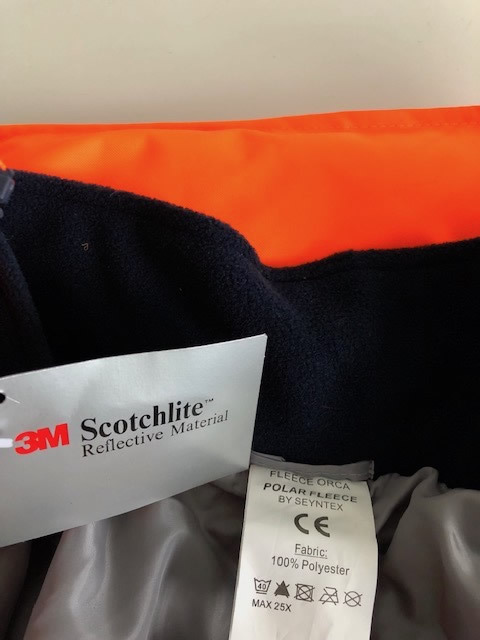 3M Scotchlite™
Reflective Material
FLEECE ORCA
POLAR FLEECE
BY SEYNTEX
CE
Fabric:
100% Polyester
40
MAX 25X